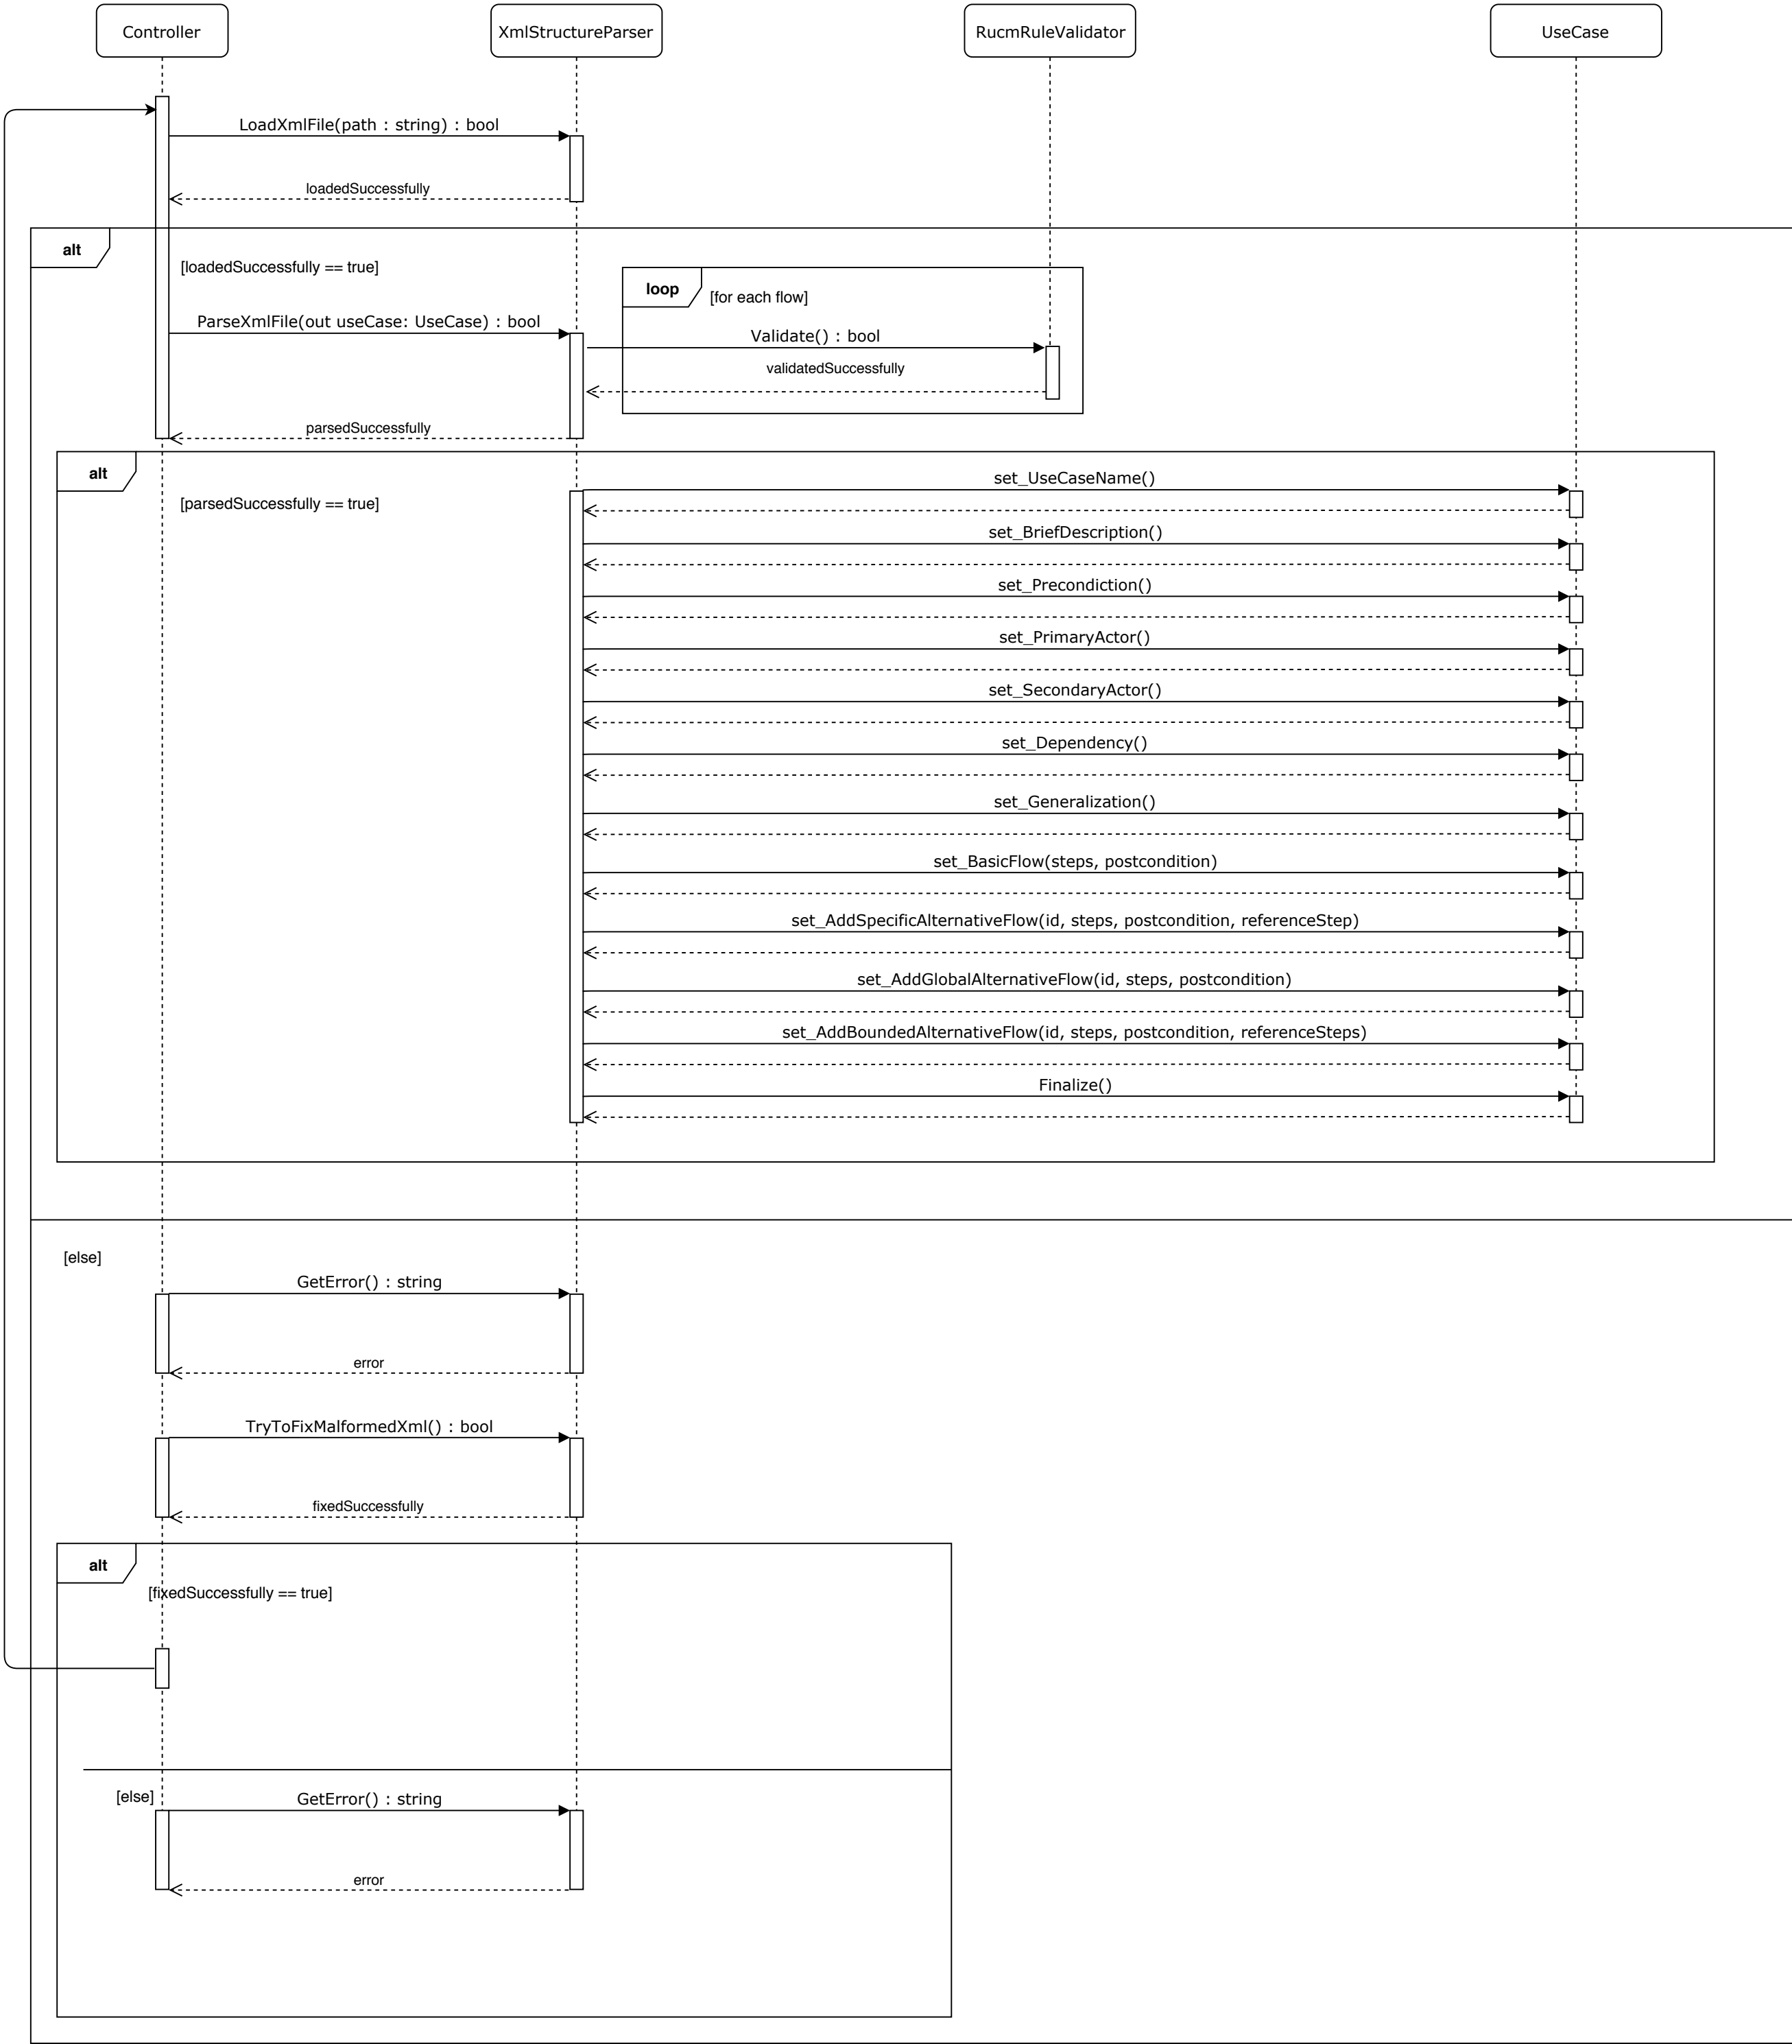 Controller
XmlStructureParser
RucmRuleValidator
UseCase
LoadXmlFile(path : string) : bool
loadedSuccessfully
alt
[loadedSuccessfully == true]
loop
[for each flow]
ParseXmlFile(out useCase: UseCase) : bool
Validate() : bool
validatedSuccessfully
parsedSuccessfully
alt
[parsedSuccessfully == true]
set_UseCaseName()
set_BriefDescription()
set_Precondiction()
set_PrimaryActor()
set_SecondaryActor()
set_Dependency()
set_Generalization()
set_BasicFlow(steps, postcondition)
set_AddSpecificAlternativeFlow(id, steps, postcondition, referenceStep)
set_AddGlobalAlternativeFlow(id, steps, postcondition)
set_AddBoundedAlternativeFlow(id, steps, postcondition, referenceSteps)
Finalize()
[else]
GetError() : string
error
TryToFixMalformedXml() : bool
fixedSuccessfully
alt
[fixedSuccessfully == true]
[else]
GetError() : string
error